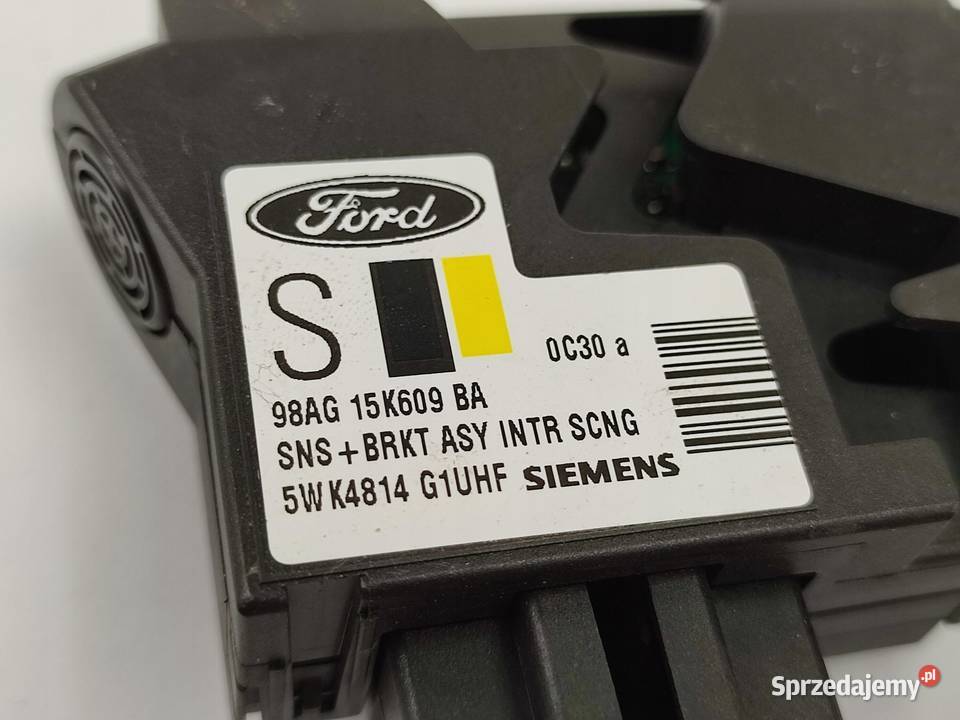 Ford
S
0C30 a
98AG 15K609 BA
SNS+BRKT ASY INTR SCNG
5WK4814 G1UHF SIEMENS
Sprzedajemy.pl